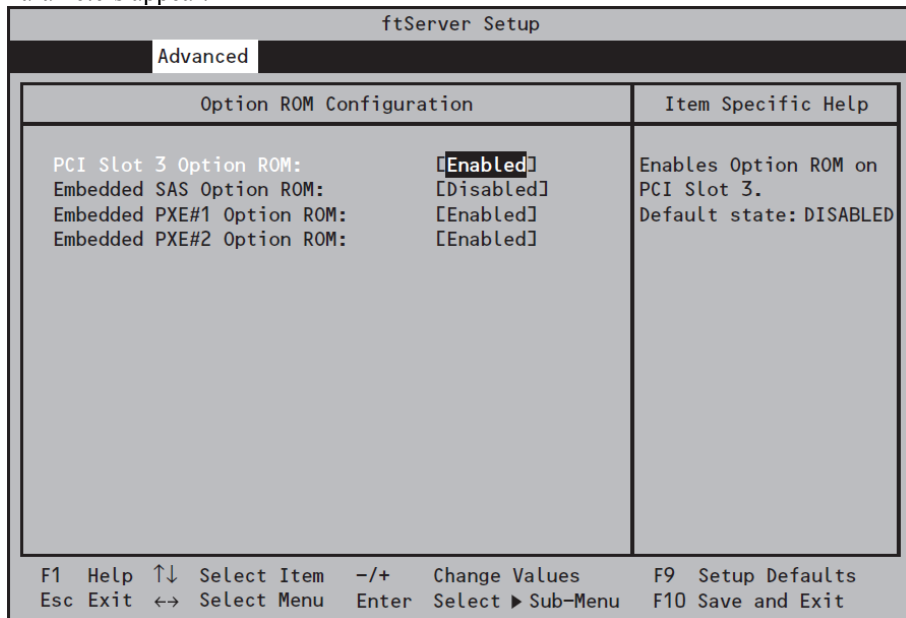 ftServer Setup
Advanced
Option ROM Configuration
Item Specific Help
PCI Slot 3 Option ROM: [Enabled]
Embedded SAS Option ROM: [Disabled]
Embedded PXE#1 Option ROM: [Enabled]
Embedded PXE#2 Option ROM: [Enabled]
Enables Option ROM on
PCI Slot 3.
Default state: DISABLED
F1 Help ↑↓ Select Item -/+ Change Values F9 Setup Defaults
Esc Exit ↔ Select Menu Enter Select ▶ Sub-Menu F10 Save and Exit